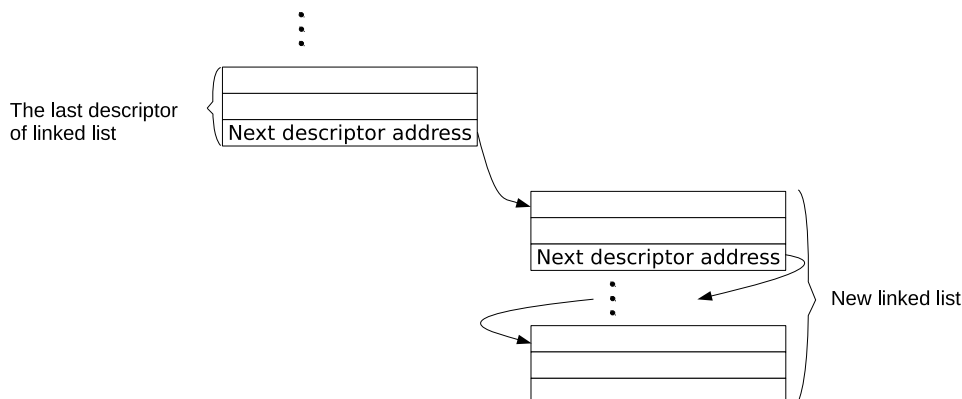 The last descriptor
of linked list
Next descriptor address
Next descriptor address
New linked list